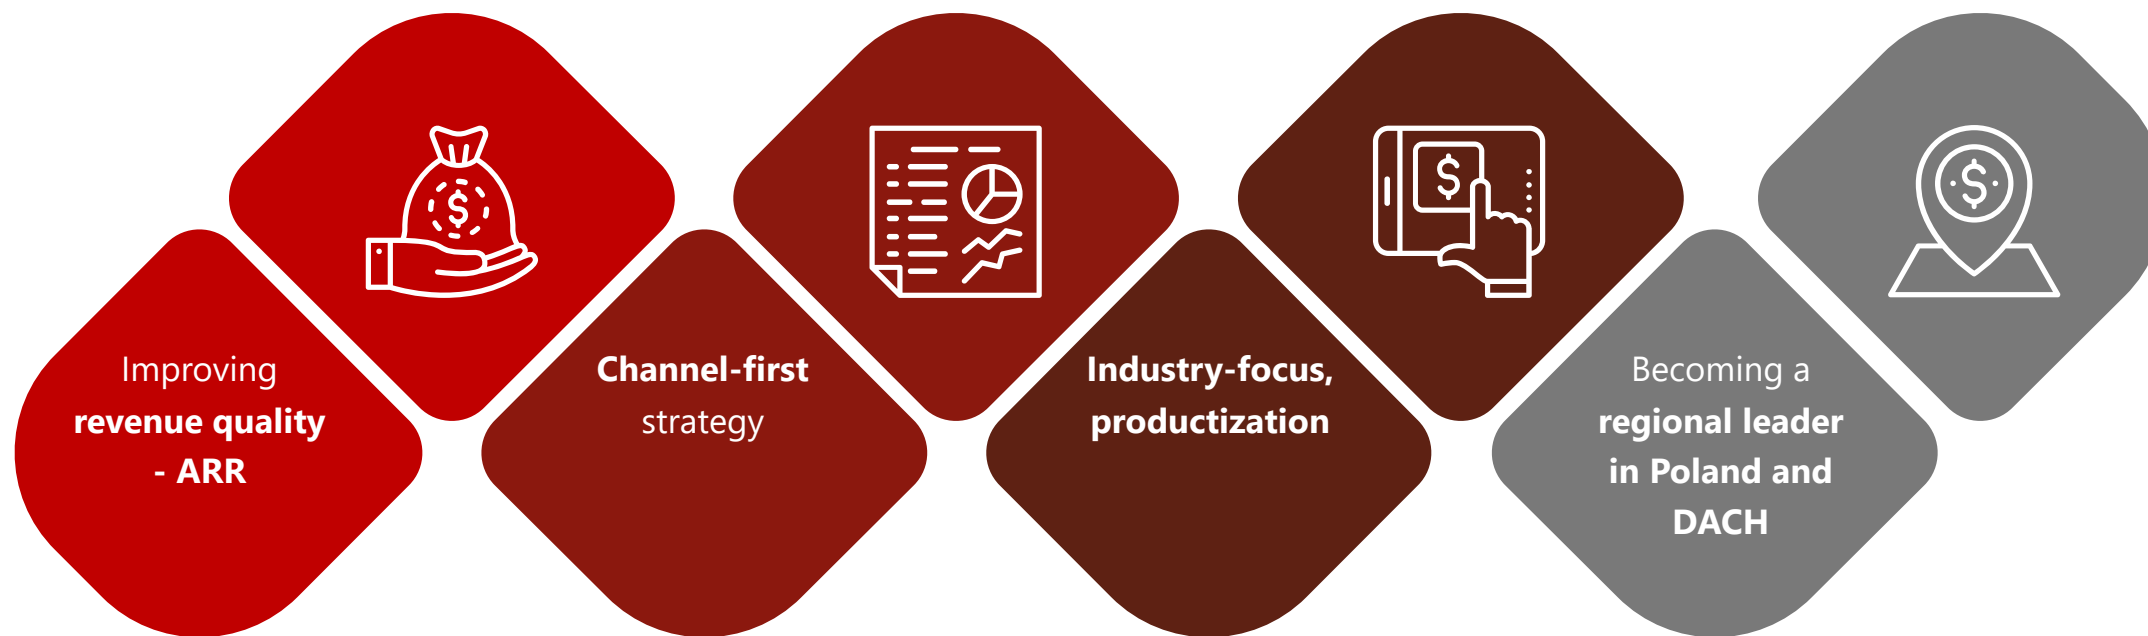 Improving
revenue quality
- ARR
Channel-first
strategy
Industry-focus,
productization
Becoming a
regional leader
in Poland and
DACH